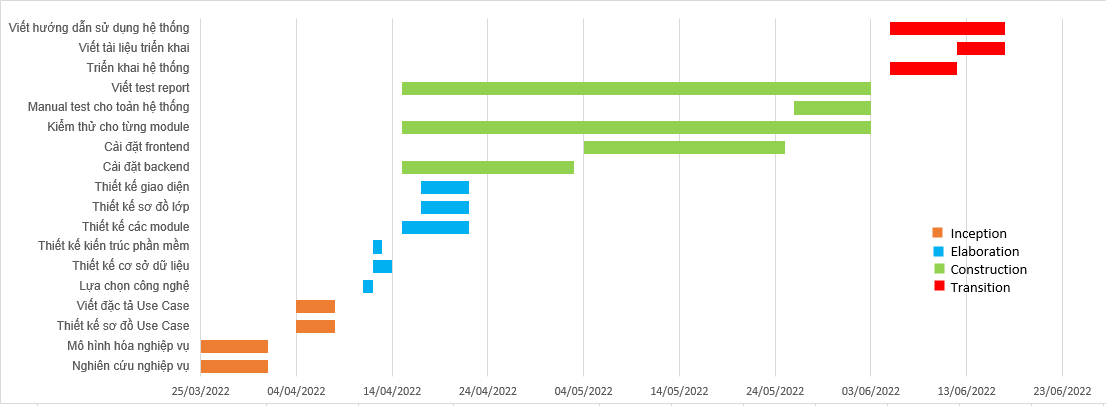 Viết hướng dẫn sử dụng hệ thống
Viết tài liệu triển khai
Triển khai hệ thống
Viết test report
Manual test cho toàn hệ thống
Kiểm thử cho từng module
Cài đặt frontend
Cài đặt backend
Thiết kế giao diện
Thiết kế sơ đồ lớp
Thiết kế các module
Thiết kế kiến trúc phần mềm
Thiết kế cơ sở dữ liệu
Lựa chọn công nghệ
Viết đặc tả Use Case
Thiết kế sơ đồ Use Case
Mô hình hóa nghiệp vụ
Nghiên cứu nghiệp vụ
Inception
Elaboration
Construction
Transition
25/03/2022 04/04/2022 14/04/2022 24/04/2022 04/05/2022 14/05/2022 24/05/2022 03/06/2022 13/06/2022 23/06/2022